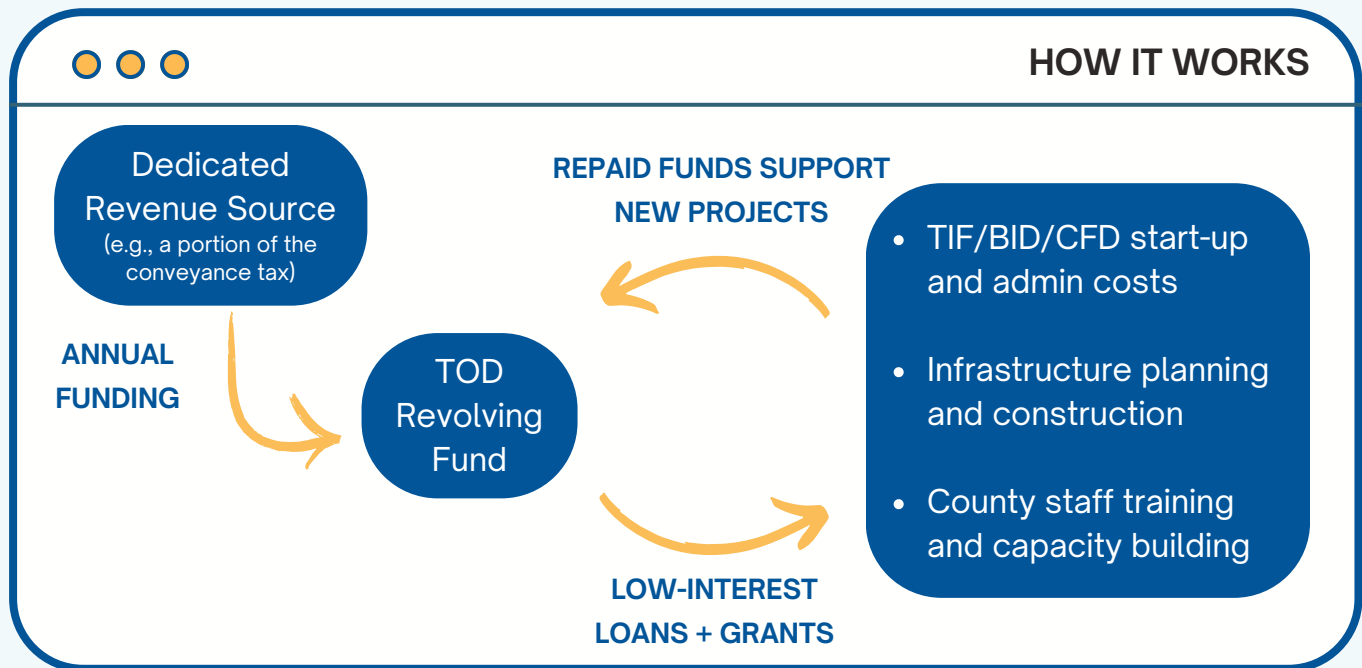 HOW IT WORKS
Dedicated
Revenue Source
(e.g., a portion of the
conveyance tax)
ANNUAL
FUNDING
TOD
Revolving
Fund
REPAID FUNDS SUPPORT
NEW PROJECTS
LOW-INTEREST
LOANS + GRANTS
• TIF/BID/CFD start-up
and admin costs
• Infrastructure planning
and construction
• County staff training
and capacity building